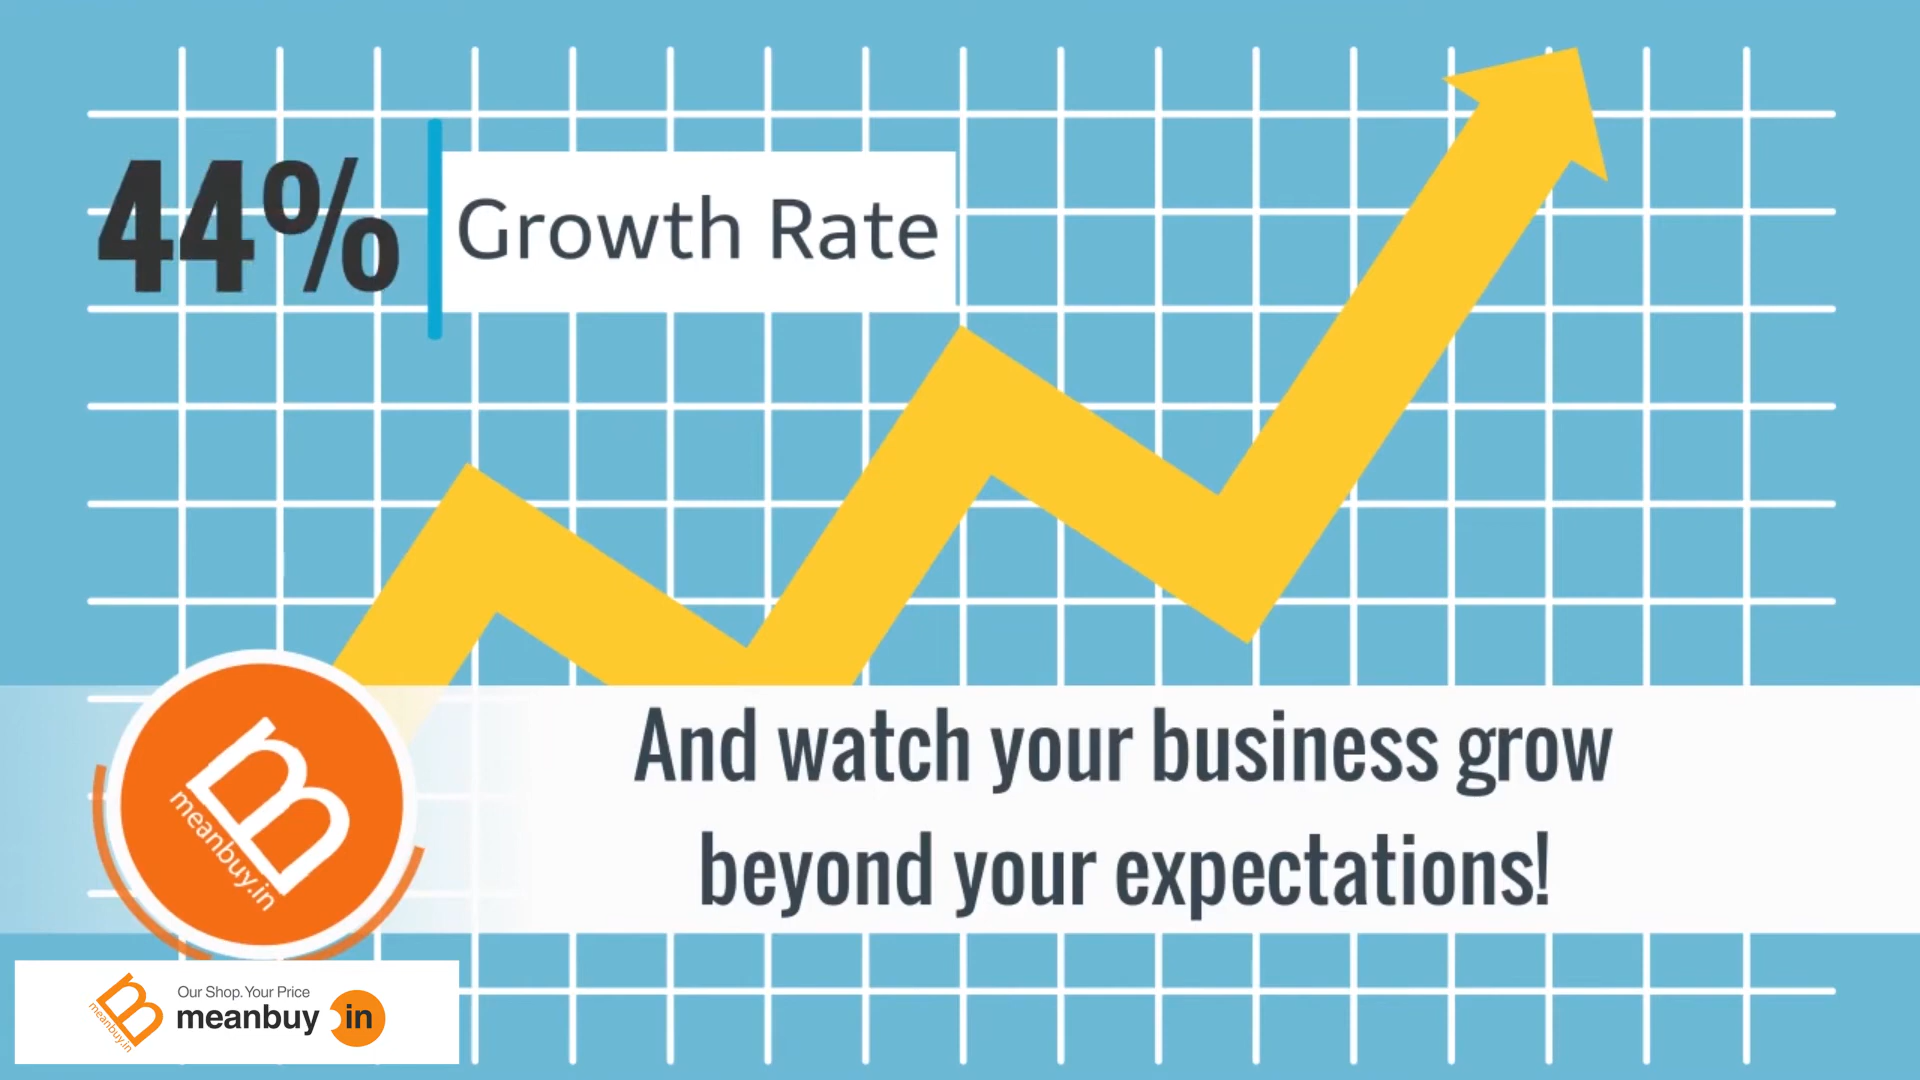 44%
Growth Rate
And watch your business grow
beyond your expectations!
B
meanbuy.in
B
meanbuy.in
Our Shop. Your Price
meanbuy in